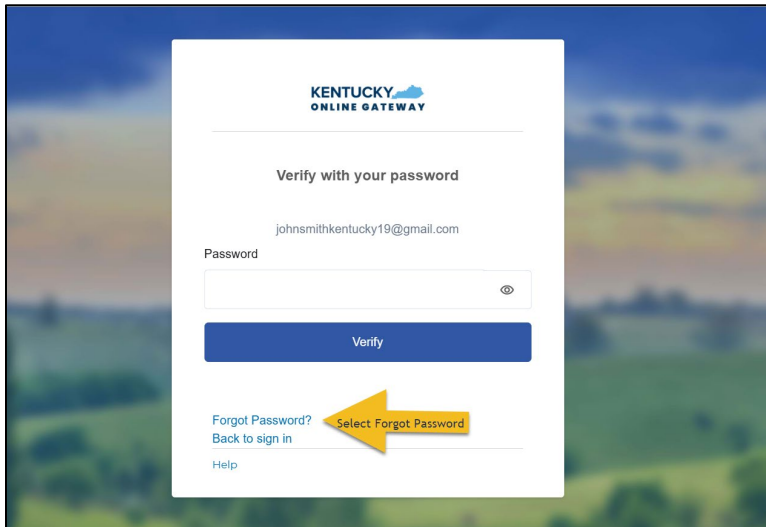 KENTUCKY
ONLINE GATEWAY
Verify with your password
johnsmithkentucky19@gmail.com
Password
Verify
Forgot Password?
Select Forgot Password
Back to sign in
Help